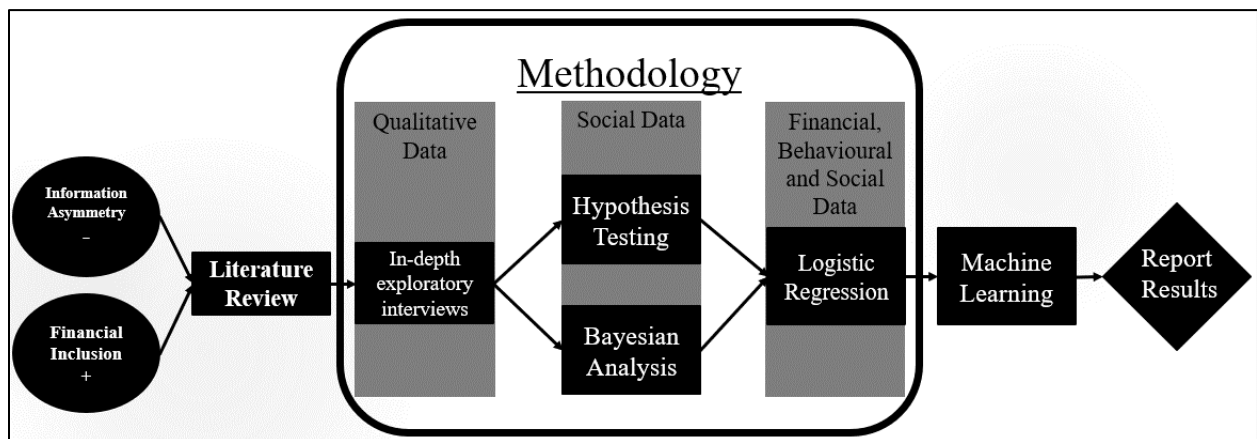 Methodology
Information
Asymmetry
–
Financial
Inclusion
+
Literature
Review
Qualitative
Data
In-depth
exploratory
interviews
Social Data
Hypothesis
Testing
Bayesian
Analysis
Financial,
Behavioural
and Social
Data
Logistic
Regression
Machine
Learning
Report
Results